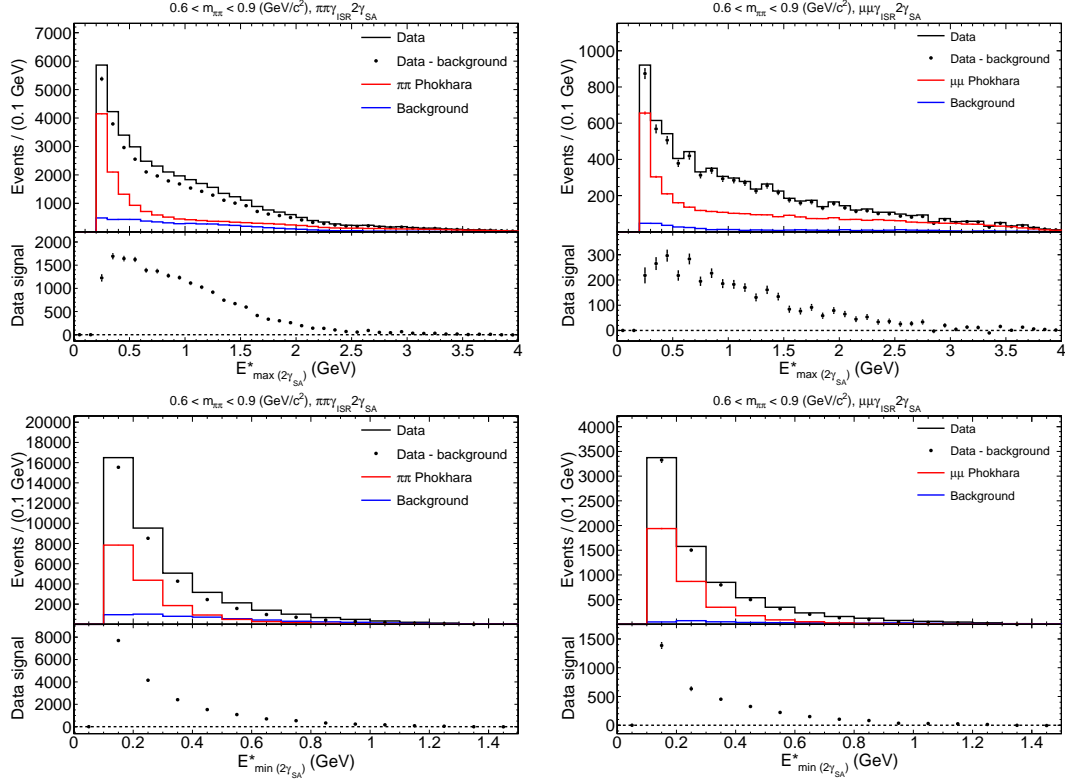 0.6 < m_ππ < 0.9 (GeV/c²), ππγ_ISR 2γ_SA
Events / (0.1 GeV)
7000
6000
5000
4000
3000
2000
1000
Data
Data - background
ππ Phokhara
Background
Data signal
2000
1500
1000
500
0
0 0.5 1 1.5 2 2.5 3 3.5 4
E*_max (2γ_SA) (GeV)
0.6 < m_ππ < 0.9 (GeV/c²), μμγ_ISR 2γ_SA
Events / (0.1 GeV)
1000
800
600
400
200
Data
Data - background
μμ Phokhara
Background
Data signal
300
200
100
0
0 0.5 1 1.5 2 2.5 3 3.5 4
E*_max (2γ_SA) (GeV)
0.6 < m_ππ < 0.9 (GeV/c²), ππγ_ISR 2γ_SA
Events / (0.1 GeV)
20000
18000
16000
14000
12000
10000
8000
6000
4000
2000
Data
Data - background
ππ Phokhara
Background
Data signal
8000
6000
4000
2000
0
0 0.2 0.4 0.6 0.8 1 1.2 1.4
E*_min (2γ_SA) (GeV)
0.6 < m_ππ < 0.9 (GeV/c²), μμγ_ISR 2γ_SA
Events / (0.1 GeV)
4000
3500
3000
2500
2000
1500
1000
500
Data
Data - background
μμ Phokhara
Background
Data signal
1500
1000
500
0
0 0.2 0.4 0.6 0.8 1 1.2 1.4
E*_min (2γ_SA) (GeV)